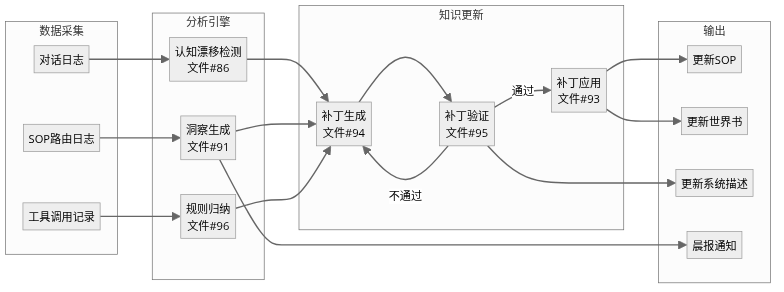 数据采集
对话日志
SOP路由日志
工具调用记录
分析引擎
认知漂移检测
文件#86
洞察生成
文件#91
规则归纳
文件#96
知识更新
补丁生成
文件#94
补丁验证
文件#95
通过
不通过
补丁应用
文件#93
输出
更新SOP
更新世界书
更新系统描述
晨报通知